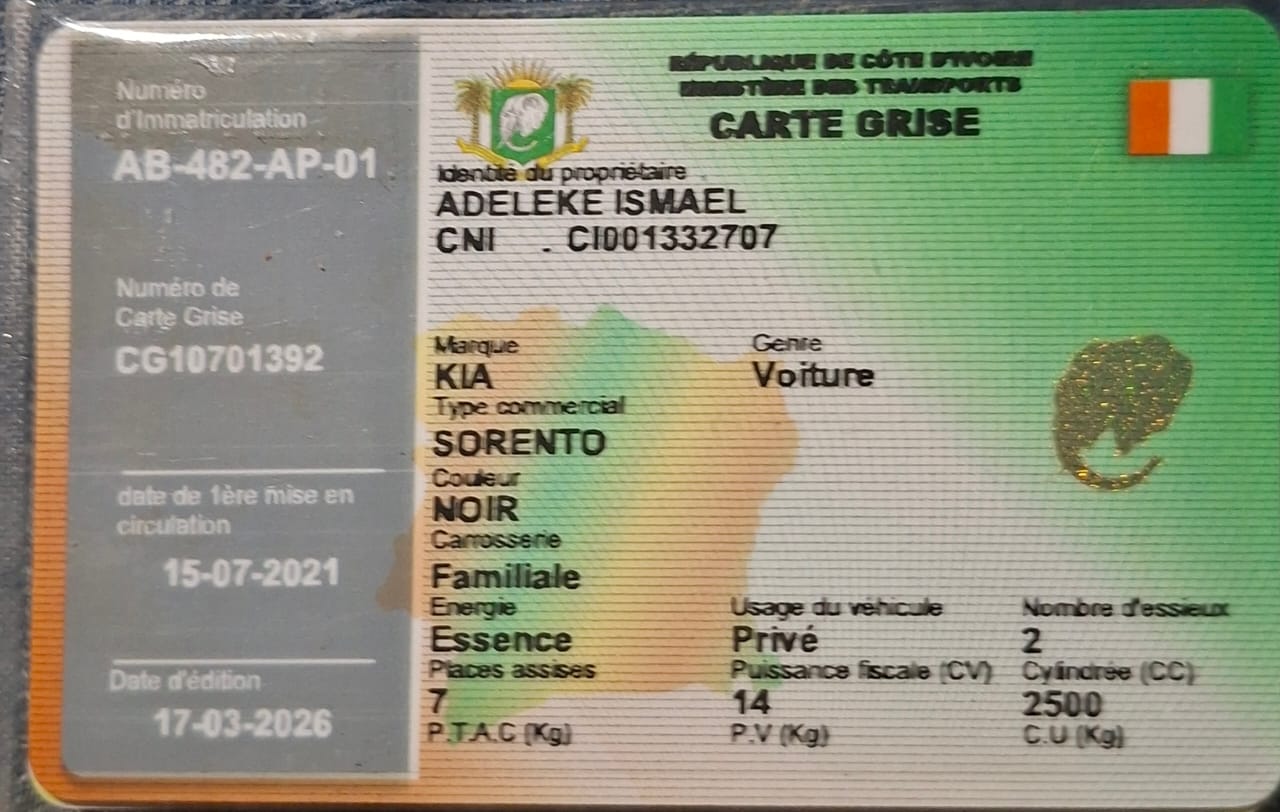 RÉPUBLIQUE DE CÔTE D'IVOIRE
MINISTÈRE DES TRANSPORTS
CARTE GRISE
Numéro
d'Immatriculation
AB-482-AP-01
Identité du propriétaire
ADELEKE ISMAEL
CNI . CI001332707
Numéro de
Carte Grise
CG10701392
Marque
KIA
Genre
Voiture
Type commercial
SORENTO
Couleur
NOIR
Carrosserie
Familiale
date de 1ère mise en
circulation
15-07-2021
Energie
Essence
Usage du véhicule
Privé
Nombre d'essieux
2
Places assises
7
Puissance fiscale (CV)
14
Cylindrée (CC)
2500
Date d'édition
17-03-2026
P.T.A.C (Kg)
P.V (Kg)
C.U (Kg)